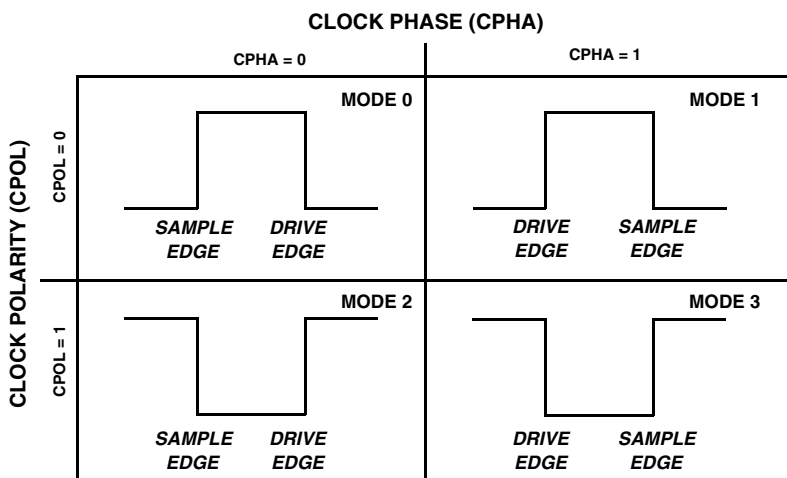 CLOCK PHASE (CPHA)
CPHA = 0
CPHA = 1
CLOCK POLARITY (CPOL)
CPOL = 0
MODE 0
SAMPLE
EDGE
DRIVE
EDGE
MODE 1
DRIVE
EDGE
SAMPLE
EDGE
CPOL = 1
MODE 2
SAMPLE
EDGE
DRIVE
EDGE
MODE 3
DRIVE
EDGE
SAMPLE
EDGE